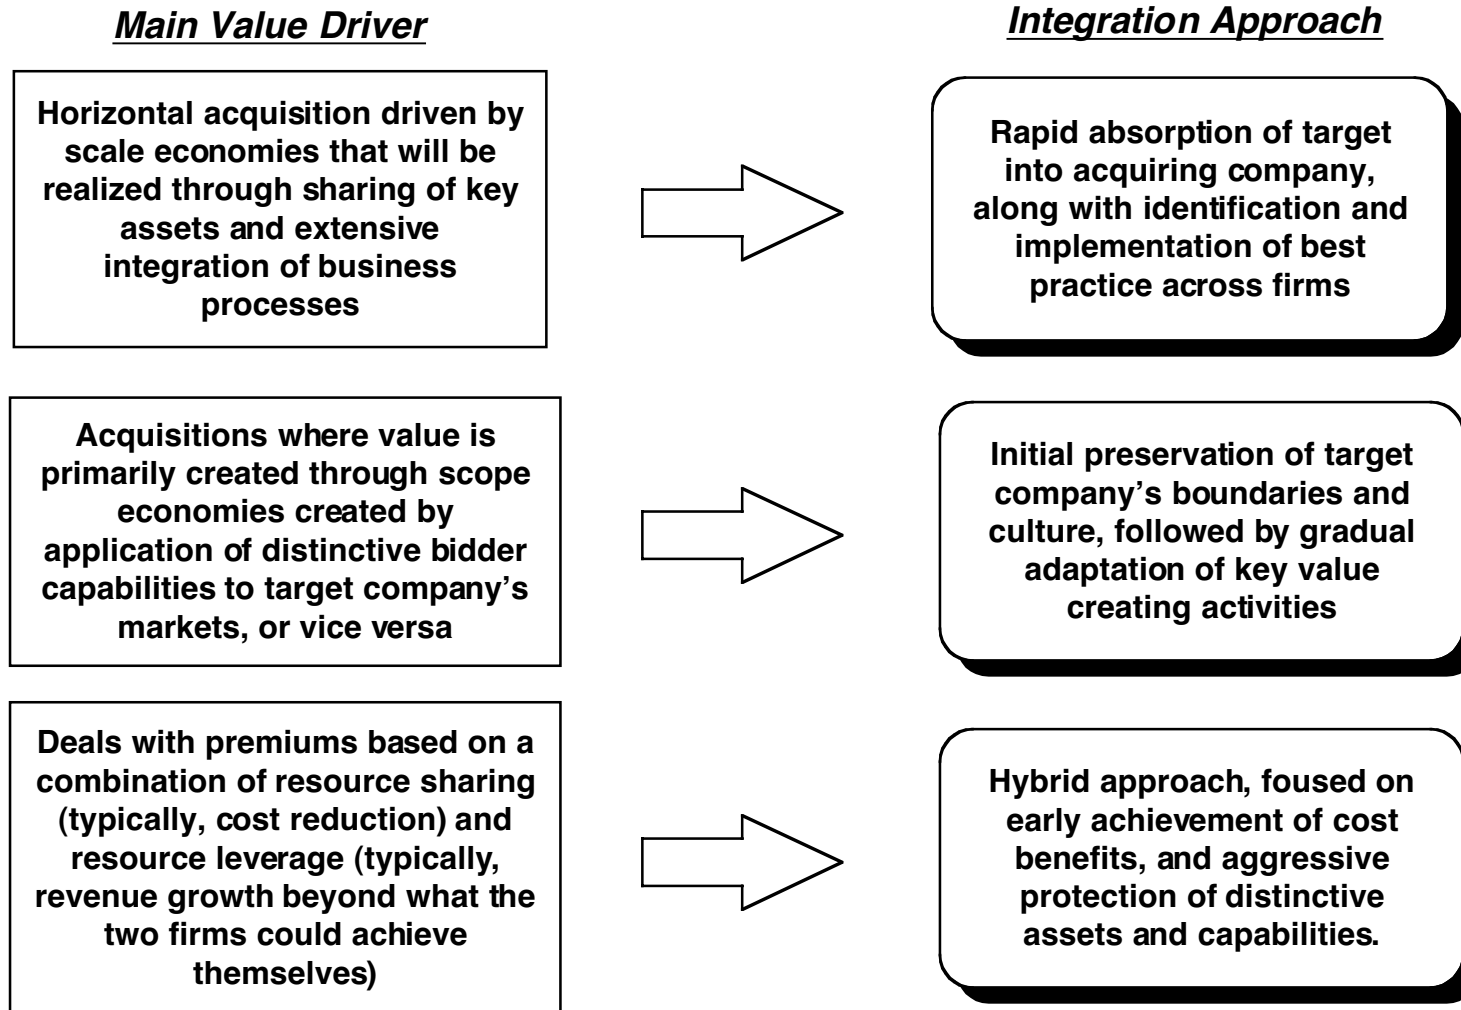 Main Value Driver
Integration Approach
Horizontal acquisition driven by
scale economies that will be
realized through sharing of key
assets and extensive
integration of business
processes
Rapid absorption of target
into acquiring company,
along with identification and
implementation of best
practice across firms
Acquisitions where value is
primarily created through scope
economies created by
application of distinctive bidder
capabilities to target company’s
markets, or vice versa
Initial preservation of target
company’s boundaries and
culture, followed by gradual
adaptation of key value
creating activities
Deals with premiums based on a
combination of resource sharing
(typically, cost reduction) and
resource leverage (typically,
revenue growth beyond what the
two firms could achieve
themselves)
Hybrid approach, foused on
early achievement of cost
benefits, and aggressive
protection of distinctive
assets and capabilities.